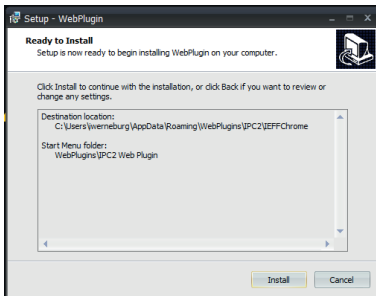 Setup - WebPlugin
Ready to Install
Setup is now ready to begin installing WebPlugin on your computer.
Click Install to continue with the installation, or click Back if you want to review or
change any settings.
Destination location:
C:\Users\werneburg\AppData\Roaming\WebPlugins\IPC2\IEFFChrome
Start Menu folder:
WebPlugins\IPC2 Web Plugin
Install
Cancel